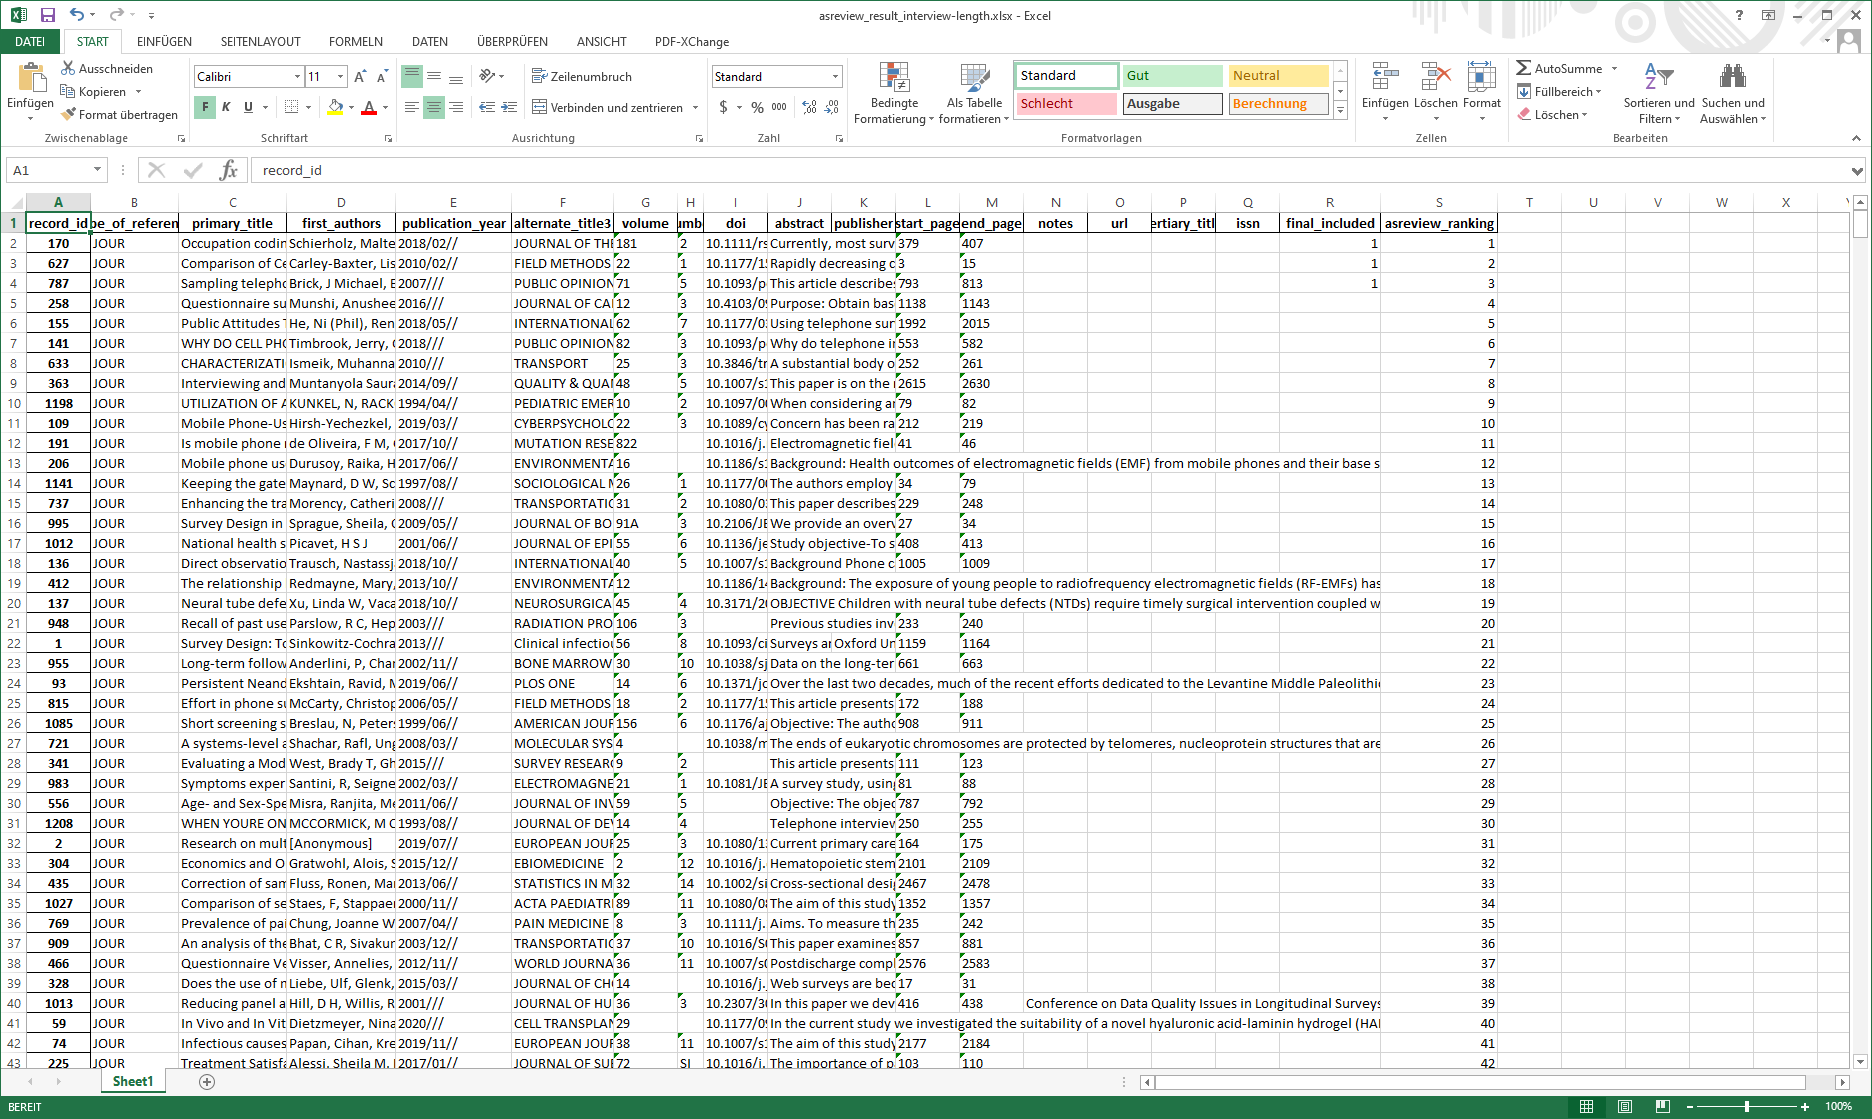 asreview_result_interview-length.xlsx - Excel
DATEI START EINFÜGEN SEITENLAYOUT FORMELN DATEN ÜBERPRÜFEN ANSICHT PDF-XChange
Einfügen Ausschneiden Kopieren Format übertragen Zwischenablage
Calibri 11 F K U Schriftart
Zeilenumbruch Verbinden und zentrieren Ausrichtung
Standard $ % 000 Zahl
Bedingte Formatierung Als Tabelle formatieren Standard Gut Neutral Schlecht Ausgabe Berechnung Formatvorlagen
Einfügen Löschen Format Zellen
AutoSumme Füllbereich Löschen Sortieren und Filtern Suchen und Auswählen Bearbeiten
A1 fx record_id
A B C D E F G H I J K L M N O P Q R S T U V W X
1 record_id pe_of_referen primary_title first_authors publication_year alternate_title3 volume umb doi abstract publisher start_page end_page notes url ertiary_titl issn final_included asreview_ranking
2 170 JOUR Occupation codin Schierholz, Malte 2018/02// JOURNAL OF THE 181 2 10.1111/rs Currently, most surv 379 407 1 1
3 627 JOUR Comparison of Ce Carley-Baxter, Lis 2010/02// FIELD METHODS 22 1 10.1177/15 Rapidly decreasing c 3 15 1 2
4 787 JOUR Sampling telepho Brick, J Michael, E 2007/// PUBLIC OPINION 71 5 10.1093/p This article describe 793 813 1 3
5 258 JOUR Questionnaire su Munshi, Anushee 2016/// JOURNAL OF CAI 12 3 10.4103/09 Purpose: Obtain bas 1138 1143 4
6 155 JOUR Public Attitudes T He, Ni (Phil), Ren 2018/05// INTERNATIONAL 62 7 10.1177/03 Using telephone sur 1992 2015 5
7 141 JOUR WHY DO CELL PHO Timbrook, Jerry, 2018/// PUBLIC OPINION 82 3 10.1093/p Why do telephone i 553 582 6
8 633 JOUR CHARACTERIZATI Ismeik, Muhanna 2010/// TRANSPORT 25 3 10.3846/tr A substantial body o 252 261 7
9 363 JOUR Interviewing and Muntanyola Saura 2014/09// QUALITY & QUAN 48 5 10.1007/s: This paper is on the 2615 2630 8
10 1198 JOUR UTILIZATION OF A KUNKEL, N, RACK 1994/04// PEDIATRIC EMER 10 2 10.1097/00 When considering a 79 82 9
11 109 JOUR Mobile Phone-Us Hirsh-Yechezkel, 2019/03// CYBERPSYCHOLO 22 3 10.1089/cy Concern has been ra 212 219 10
12 191 JOUR Is mobile phone de Oliveira, F M, 2017/10// MUTATION RESE 822 10.1016/j. Electromagnetic fiel 41 46 11
13 206 JOUR Mobile phone us Durusoy, Raika, H 2017/06// ENVIRONMENTA 16 10.1186/s: Background: Health outcomes of electromagnetic fields (EMF) from mobile phones and their base s 12
14 1141 JOUR Keeping the gate Maynard, D W, Sc 1997/08// SOCIOLOGICAL 26 1 10.1177/00 The authors employ 34 79 13
15 737 JOUR Enhancing the tra Morency, Catheri 2008/// TRANSPORTATIO 31 2 10.1080/0: This paper describes 229 248 14
16 995 JOUR Survey Design in Sprague, Sheila, 2009/05// JOURNAL OF BO 91A 3 10.2106/JE We provide an over 27 34 15
17 1012 JOUR National health s Picavet, H S J 2001/06// JOURNAL OF EPI 55 6 10.1136/je Study objective-To s 408 413 16
18 136 JOUR Direct observatio Trausch, Nastassj 2018/10// INTERNATIONAL 40 5 10.1007/s: Background Phone c 1005 1009 17
19 412 JOUR The relationship Redmayne, Mary, 2013/10// ENVIRONMENTA 12 10.1186/14 Background: The exposure of young people to radiofrequency electromagnetic fields (RF-EMFs) has 18
20 137 JOUR Neural tube defe Xu, Linda W, Vaca 2018/10// NEUROSURGICA 45 4 10.3171/20 OBJECTIVE Children with neural tube defects (NTDs) require timely surgical intervention coupled w 19
21 948 JOUR Recall of past use Parslow, R C, Hep 2003/// RADIATION PRO 106 3 Previous studies inv 233 240 20
22 1 JOUR Survey Design: To Sinkowitz-Cochra 2013/// Clinical infectiou 56 8 10.1093/ci Surveys ar Oxford Un 1159 1164 21
23 955 JOUR Long-term follow Anderlini, P, Chan 2002/11// BONE MARROW 30 10 10.1038/sj Data on the long-ter 661 663 22
24 93 JOUR Persistent Neand Ekshtain, Ravid, M 2019/06// PLOS ONE 14 6 10.1371/jo Over the last two decades, much of the recent efforts dedicated to the Levantine Middle Paleolithi 23
25 815 JOUR Effort in phone su McCarty, Christop 2006/05// FIELD METHODS 18 2 10.1177/15 This article presents 172 188 24
26 1085 JOUR Short screening s Breslau, N, Peter 1999/06// AMERICAN JOUR 156 6 10.1176/aj Objective: The autho 908 911 25
27 721 JOUR A systems-level a Shachar, Rafl, Ung 2008/03// MOLECULAR SYS 4 10.1038/m The ends of eukaryotic chromosomes are protected by telomeres, nucleoprotein structures that are 26
28 341 JOUR Evaluating a Mod West, Brady T, Gh 2015/// SURVEY RESEARC 9 2 This article presents 111 123 27
29 983 JOUR Symptoms exper Santini, R, Seigne 2002/03// ELECTROMAGNE 21 1 10.1081/JE A survey study, usin 81 88 28
30 556 JOUR Age- and Sex-Spe Misra, Ranjita, Me 2011/06// JOURNAL OF INV 59 5 Objective: The objec 787 792 29
31 1208 JOUR WHEN YOURE ON MCCORMICK, M C 1993/08// JOURNAL OF DE 14 4 Telephone interview 250 255 30
32 2 JOUR Research on mult [Anonymous] 2019/07// EUROPEAN JOUR 25 3 10.1080/1: Current primary care 164 175 31
33 304 JOUR Economics and O Gratwohl, Alois, S 2015/12// EBIOMEDICINE 2 12 10.1016/j. Hematopoietic stem 2101 2109 32
34 435 JOUR Correction of sam Fluss, Ronen, Ma 2013/06// STATISTICS IN M 32 14 10.1002/si Cross-sectional desi 2467 2478 33
35 1027 JOUR Comparison of se Staes, F, Stappae 2000/11// ACTA PAEDIATRI 89 11 10.1080/08 The aim of this study 1352 1357 34
36 769 JOUR Prevalence of pai Chung, Joanne W 2007/04// PAIN MEDICINE 8 3 10.1111/j. Aims. To measure th 235 242 35
37 909 JOUR An analysis of the Bhat, C R, Sivakur 2003/12// TRANSPORTATIO 37 10 10.1016/S0 This paper examines 857 881 36
38 466 JOUR Questionnaire Ve Visser, Annelies, 2012/11// WORLD JOURNA 36 11 10.1007/s0 Postdischarge compl 2576 2583 37
39 328 JOUR Does the use of m Liebe, Ulf, Glenk, 2015/03// JOURNAL OF CHO 14 10.1016/j. Web surveys are bec 17 31 38
40 1013 JOUR Reducing panel a Hill, D H, Willis, R 2001/// JOURNAL OF HU 36 3 10.2307/30 In this paper we dev 416 438 Conference on Data Quality Issues in Longitudinal Surveys 39
41 59 JOUR In Vivo and In Vit Dietzmeyer, Nina 2020/// CELL TRANSPLAN 29 10.1177/09 In the current study we investigated the suitability of a novel hyaluronic acid-laminin hydrogel (HA 40
42 74 JOUR Infectious causes Papan, Cihan, Kre 2019/11// EUROPEAN JOUR 38 11 10.1007/s: The aim of this study 2177 2184 41
43 225 JOUR Treatment Satisfa Alessi, Sheila M. 2017/01// JOURNAL OF SU 72 SI 10.1016/j. The importance of p 103 110 42
Sheet1
BEREIT 100%